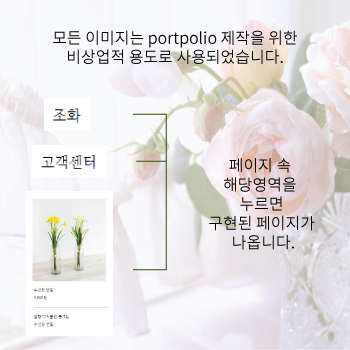 모든 이미지는 portpolio 제작을 위한
비상업적 용도로 사용되었습니다.
조화
고객센터
페이지 속
해당영역을
누르면
구현된 페이지가
나옵니다.